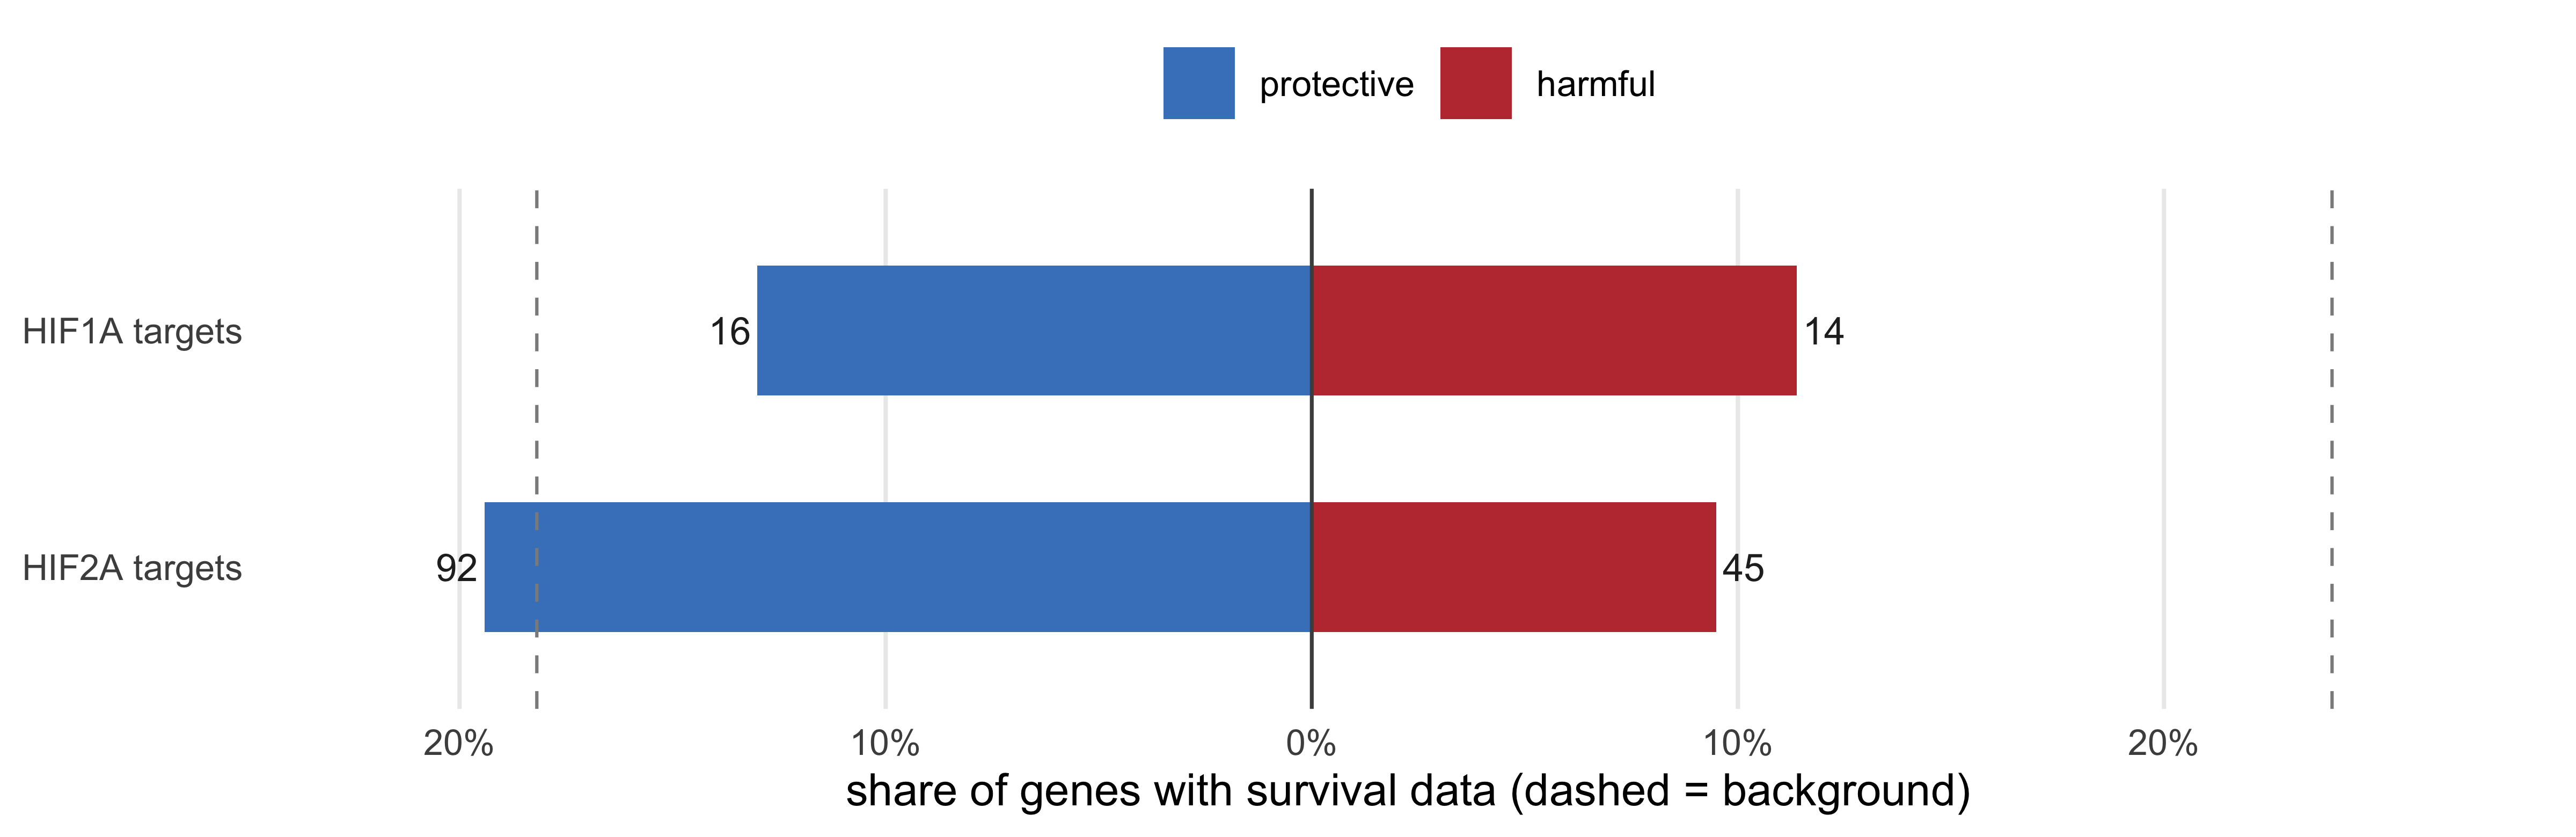 protective harmful
HIF1A targets 16 14
HIF2A targets 92 45
20% 10% 0% 10% 20%
share of genes with survival data (dashed = background)